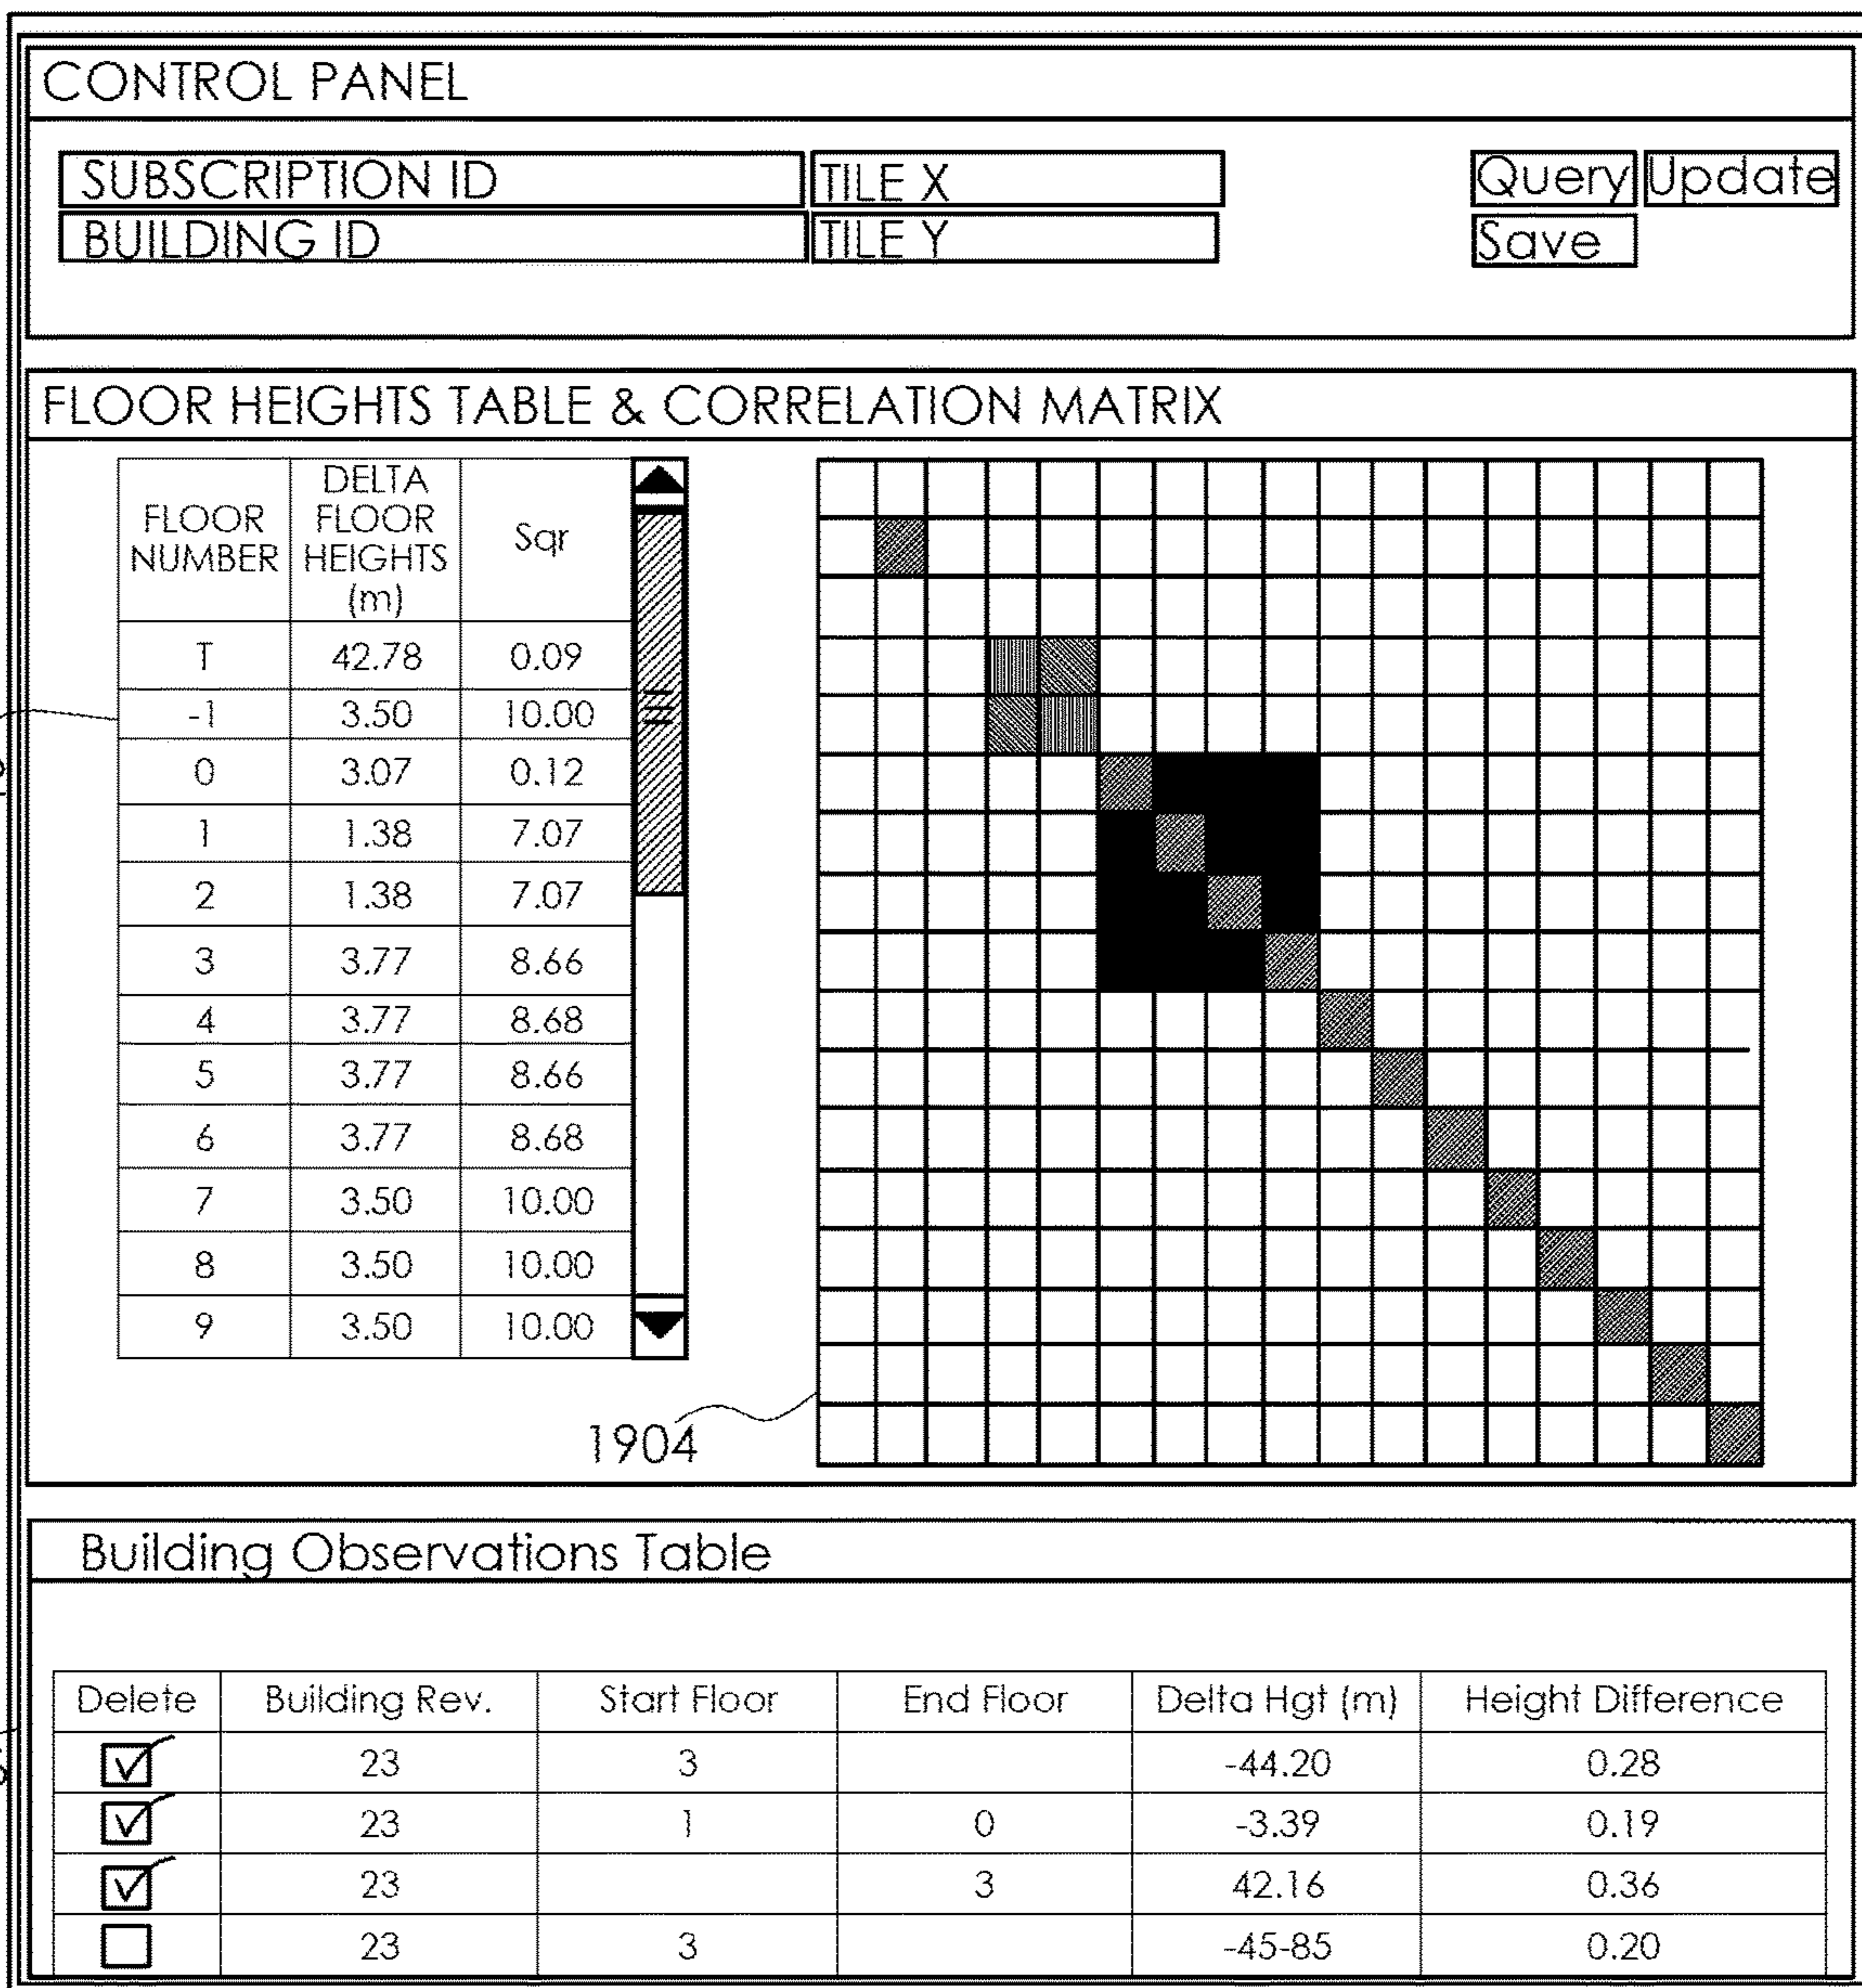 CONTROL PANEL
SUBSCRIPTION ID TILE X Query Update
BUILDING ID TILE Y Save
FLOOR HEIGHTS TABLE & CORRELATION MATRIX
FLOOR NUMBER DELTA FLOOR HEIGHTS (m) Sqr
T 42.78 0.09
-1 3.50 10.00
0 3.07 0.12
1 1.38 7.07
2 1.38 7.07
3 3.77 8.66
4 3.77 8.68
5 3.77 8.66
6 3.77 8.68
7 3.50 10.00
8 3.50 10.00
9 3.50 10.00
1904
Building Observations Table
Delete Building Rev. Start Floor End Floor Delta Hgt (m) Height Difference
23 3 -44.20 0.28
23 1 0 -3.39 0.19
23 3 42.16 0.36
23 3 -45-85 0.20